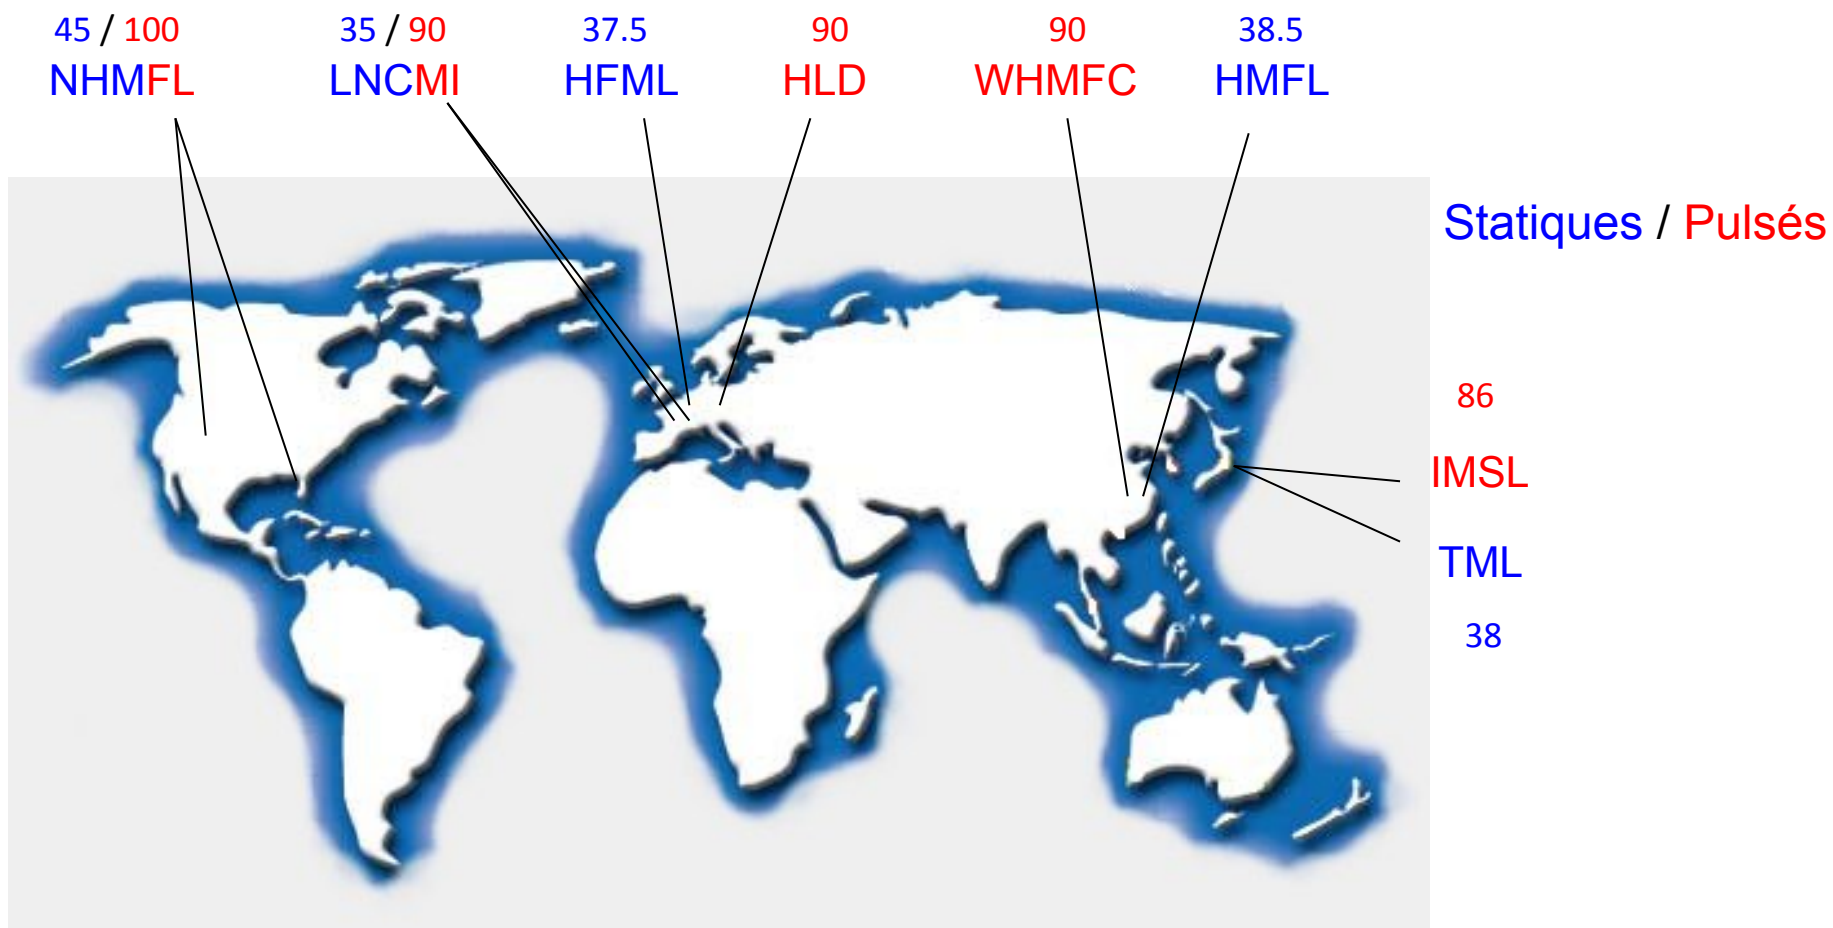 45 / 100 35 / 90 37.5 90 90 38.5
NHMFL LNCMI HFML HLD WHMFC HMFL
Statiques / Pulsés
86
IMSL
TML
38